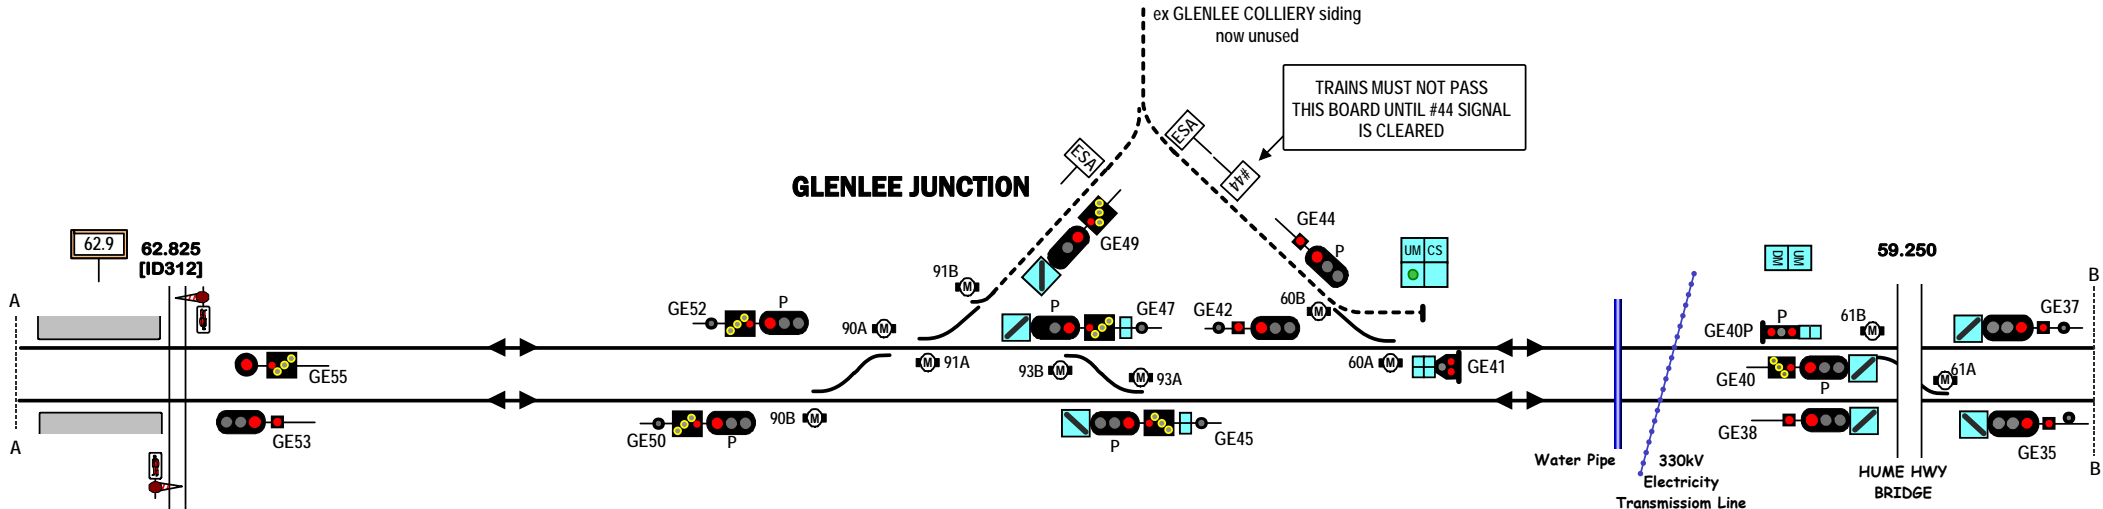 ex GLENLEE COLLIERY siding
now unused
TRAINS MUST NOT PASS
THIS BOARD UNTIL #44 SIGNAL
IS CLEARED
ESA
ESA
#44
GLENLEE JUNCTION
62.9
62.825
[ID312]
GE49
GE44
P
UM CS
DM UM
59.250
A
B
91B
GE52
P
90A
P
GE47
GE42
60B
GE40P
P
61B
GE37
GE55
91A
93B
93A
60A
GE41
GE40
P
61A
M
M
M
M
M
M
M
M
M
M
GE53
GE50
P
90B
P
GE45
GE38
GE35
A
B
Water Pipe
330kV
Electricity
Transmissiom Line
HUME HWY
BRIDGE